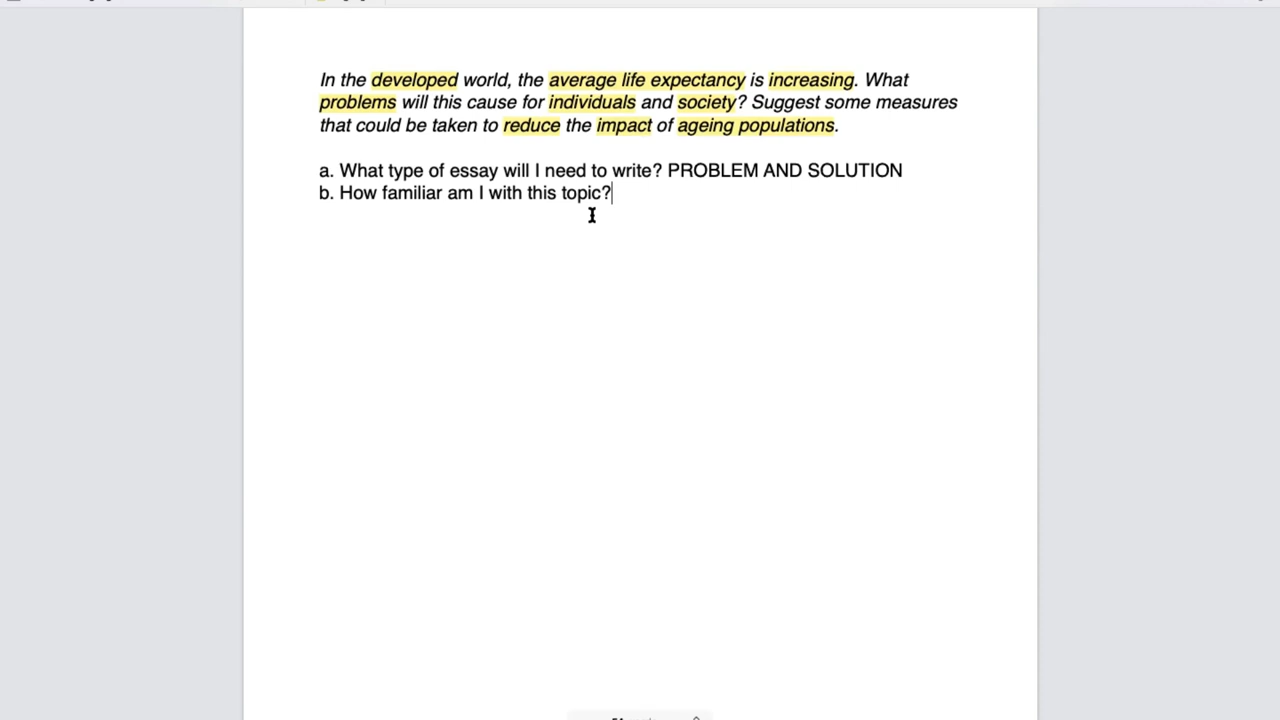 In the developed world, the average life expectancy is increasing. What
problems will this cause for individuals and society? Suggest some measures
that could be taken to reduce the impact of ageing populations.
a. What type of essay will I need to write? PROBLEM AND SOLUTION
b. How familiar am I with this topic?